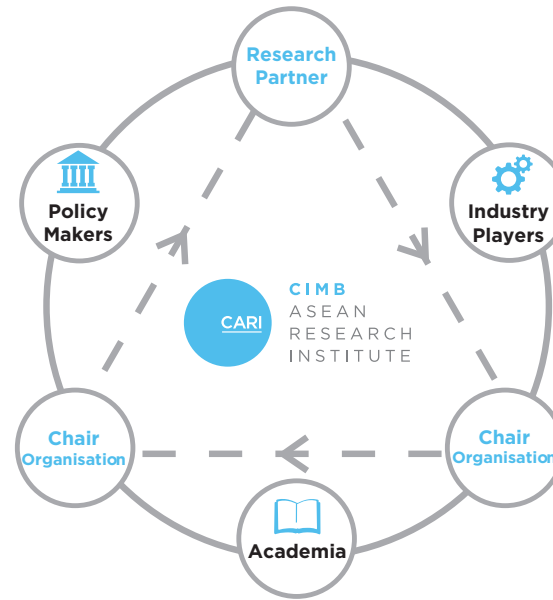 Research
Partner
Policy
Makers
Industry
Players
CARI
CIMB
ASEAN
RESEARCH
INSTITUTE
Chair
Organisation
Chair
Organisation
Academia